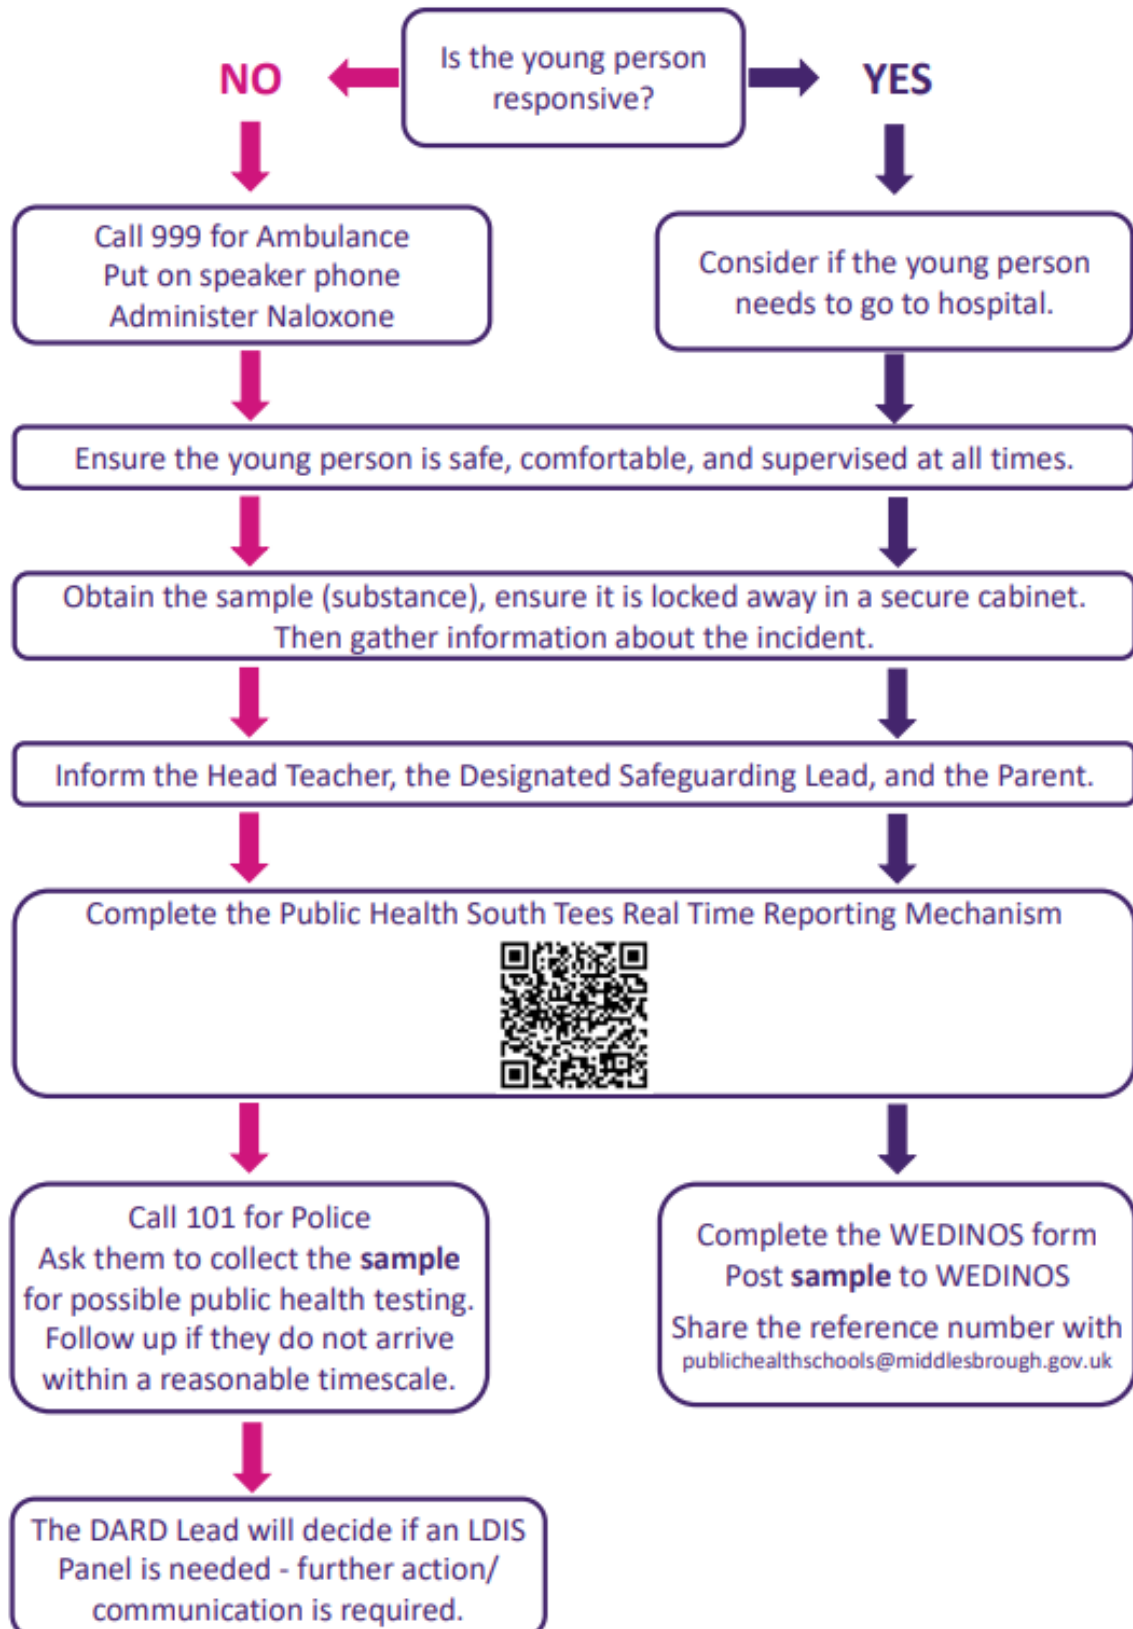 Is the young person
responsive?
NO
YES
Call 999 for Ambulance
Put on speaker phone
Administer Naloxone
Consider if the young person
needs to go to hospital.
Ensure the young person is safe, comfortable, and supervised at all times.
Obtain the sample (substance), ensure it is locked away in a secure cabinet.
Then gather information about the incident.
Inform the Head Teacher, the Designated Safeguarding Lead, and the Parent.
Complete the Public Health South Tees Real Time Reporting Mechanism
Call 101 for Police
Ask them to collect the sample
for possible public health testing.
Follow up if they do not arrive
within a reasonable timescale.
Complete the WEDINOS form
Post sample to WEDINOS
Share the reference number with
publichealthschools@middlesbrough.gov.uk
The DARD Lead will decide if an LDIS
Panel is needed - further action/
communication is required.